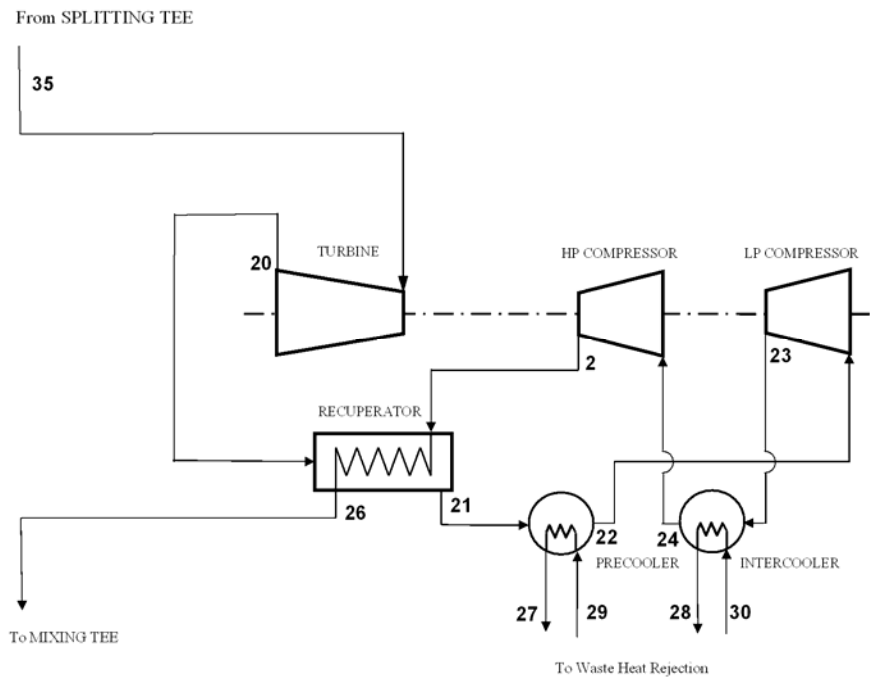 From SPLITTING TEE
35
TURBINE
HP COMPRESSOR
LP COMPRESSOR
20
2
23
RECUPERATOR
26
21
22
24
PRECOOLER
INTERCOOLER
27
29
28
30
To MIXING TEE
To Waste Heat Rejection